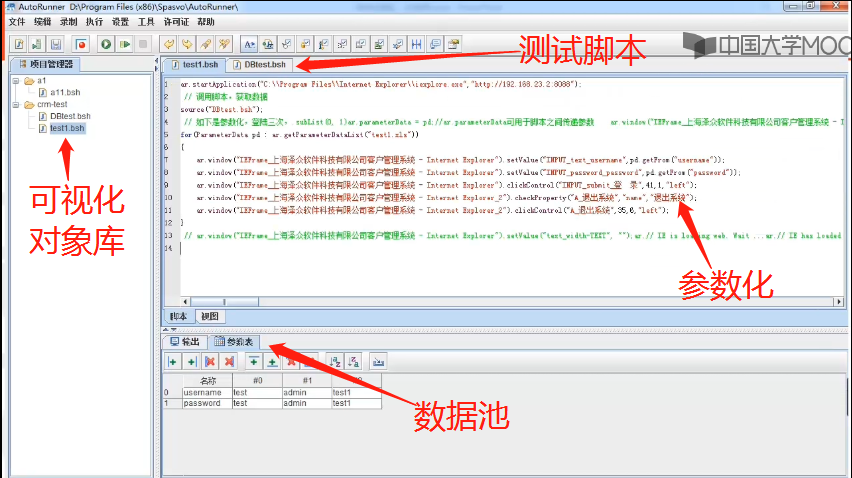 AutoRunner D:\Program Files (x86)\Spasvo\AutoRunner\
文件 编辑 录制 执行 设置 工具 许可证 帮助
中国大学MOO
测试脚本
项目管理器
test1.bsh DBtest.bsh
a1
a11.bsh
crm-test
DBtest.bsh
test1.bsh
可视化
对象库
1 ar.startApplication("C:\\Program Files\\Internet Explorer\\iexplore.exe","http://192.168.23.2:8088");
2 // 调用脚本,获取数据
3 source("DBtest.bsh");
4 // 如下是参数化,登陆三次, subList(0, 1)ar.parameterData = pd;//ar.parameterData可用于脚本之间传递参数 ar.window("IEFrame_上海泽众软件科技有限公司客户管理系统 - I
5 for(ParameterData pd : ar.getParameterDataList("test1.xls"))
6 {
7 ar.window("IEFrame_上海泽众软件科技有限公司客户管理系统 - Internet Explorer").setValue("INPUT_text_username",pd.getFrom("username"));
8 ar.window("IEFrame_上海泽众软件科技有限公司客户管理系统 - Internet Explorer").setValue("INPUT_password_password",pd.getFrom("password"));
9 ar.window("IEFrame_上海泽众软件科技有限公司客户管理系统 - Internet Explorer").clickControl("INPUT_submit_登 录",41,1,"left");
10 ar.window("IEFrame_上海泽众软件科技有限公司客户管理系统 - Internet Explorer_2").checkProperty("A_退出系统","name","退出系统");
11 ar.window("IEFrame_上海泽众软件科技有限公司客户管理系统 - Internet Explorer_2").clickControl("A_退出系统",35,6,"left");
12 }
13 // ar.window("IEFrame_上海泽众软件科技有限公司客户管理系统 - Internet Explorer").setValue("text_width-TEXT", "");ar.// IE is loading web. Wait ...ar.// IE has loaded
14
参数化
脚本 视图
输出 参数表
名称 #0 #1
0 username test admin test1
1 password test admin test1
数据池